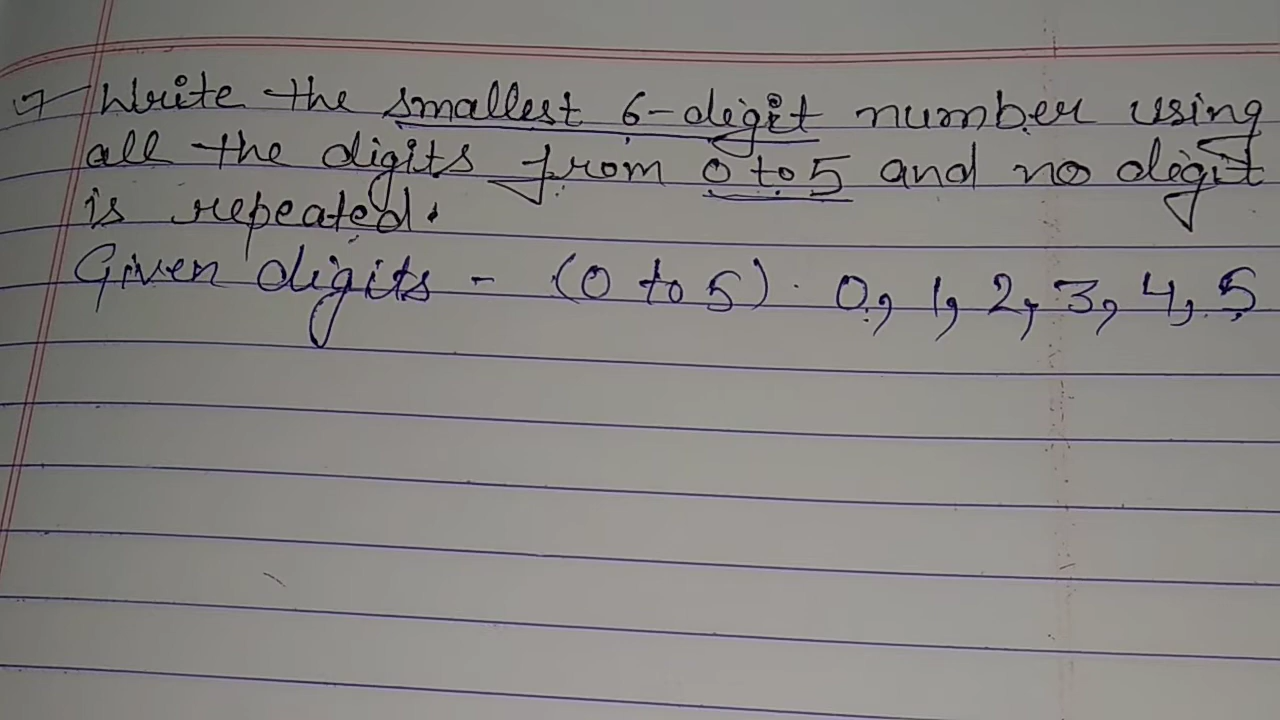 → Write the smallest 6-digit number using
all the digits from 0 to 5 and no digit
is repeated.
Given digits - (0 to 5). 0, 1, 2, 3, 4, 5